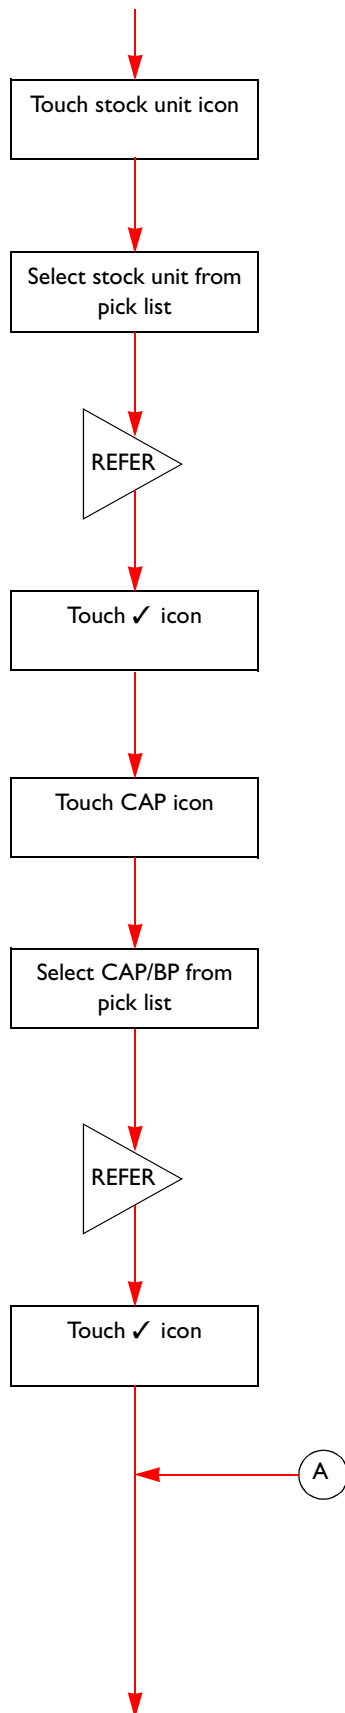 Touch stock unit icon
Select stock unit from
pick list
REFER
Touch ✓ icon
Touch CAP icon
Select CAP/BP from
pick list
REFER
Touch ✓ icon
A